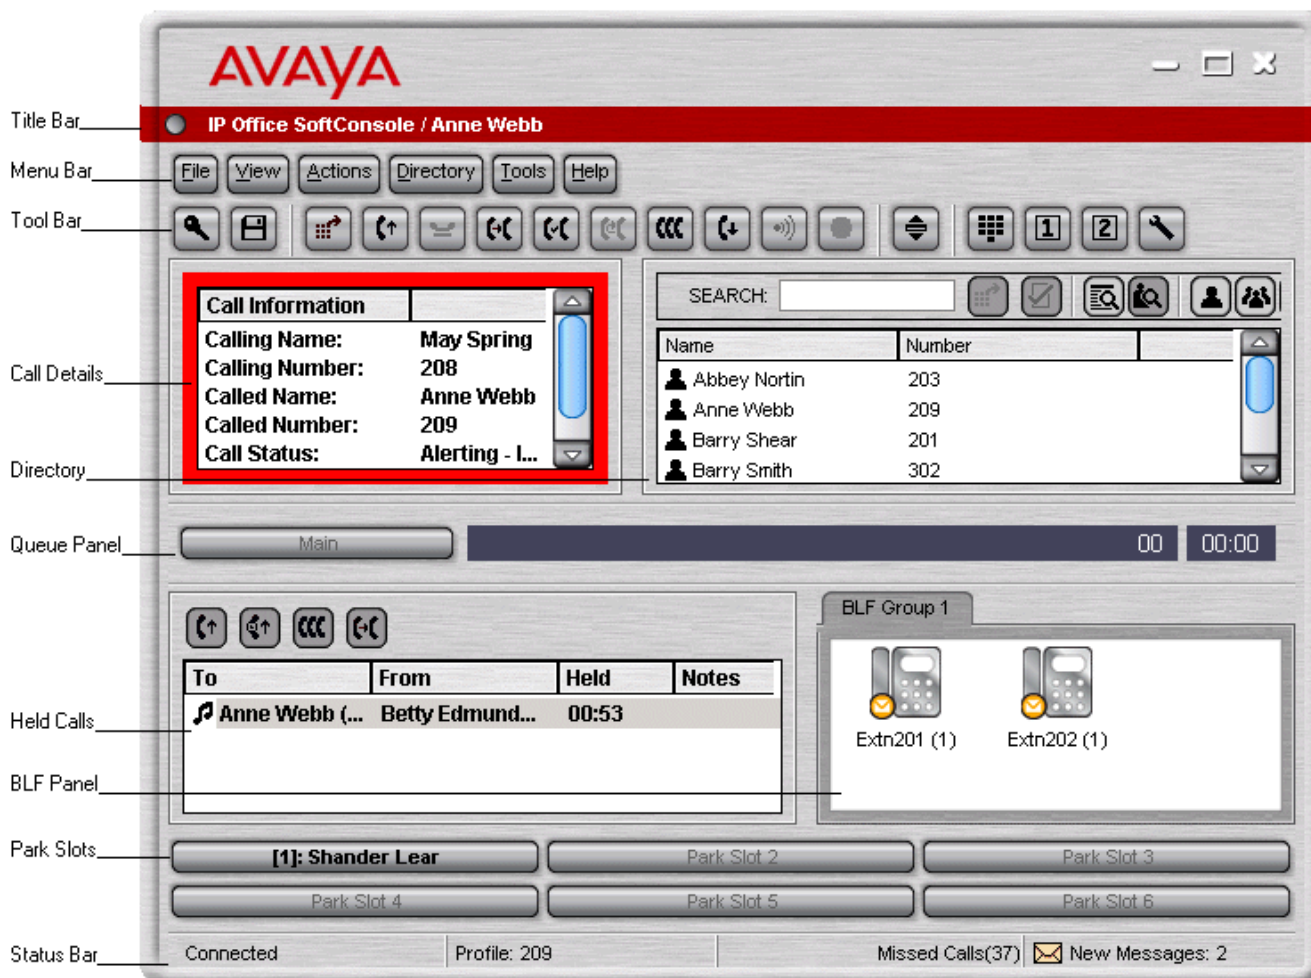 AVAYA
Title Bar
IP Office SoftConsole / Anne Webb
Menu Bar
File View Actions Directory Tools Help
Tool Bar
1 2
Call Information
Calling Name: May Spring
Calling Number: 208
Called Name: Anne Webb
Called Number: 209
Call Status: Alerting - I...
Call Details
SEARCH:
Name Number
Abbey Nortin 203
Anne Webb 209
Barry Shear 201
Barry Smith 302
Directory
Queue Panel
Main 00 00:00
To From Held Notes
Anne Webb (... Betty Edmund... 00:53
Held Calls
BLF Group 1
Extn201 (1) Extn202 (1)
BLF Panel
Park Slots
[1]: Shander Lear Park Slot 2 Park Slot 3
Park Slot 4 Park Slot 5 Park Slot 6
Status Bar
Connected Profile: 209 Missed Calls(37) New Messages: 2